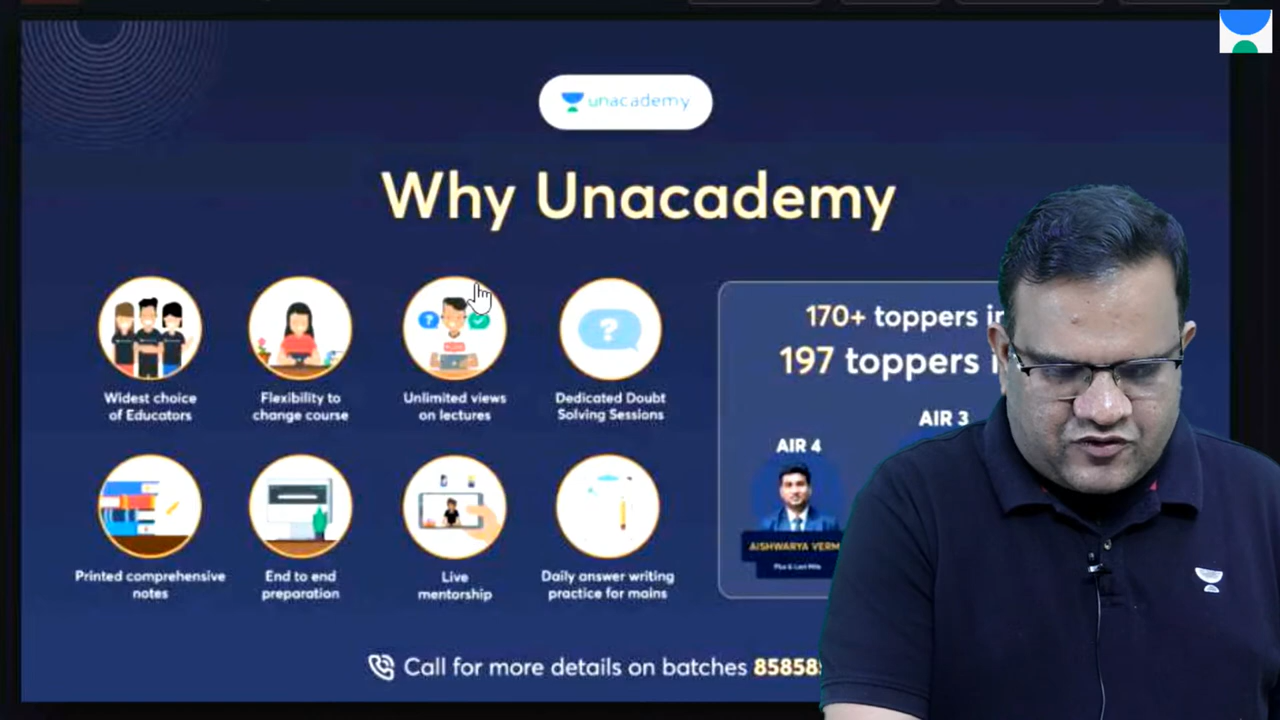 unacademy
Why Unacademy
Widest choice
of Educators
Flexibility to
change course
Unlimited views
on lectures
Dedicated Doubt
Solving Sessions
Printed comprehensive
notes
End to end
preparation
Live
mentorship
Daily answer writing
practice for mains
170+ toppers
197 toppers
AIR 3
AIR 4
AISHWARYA
Call for more details on batches 85858